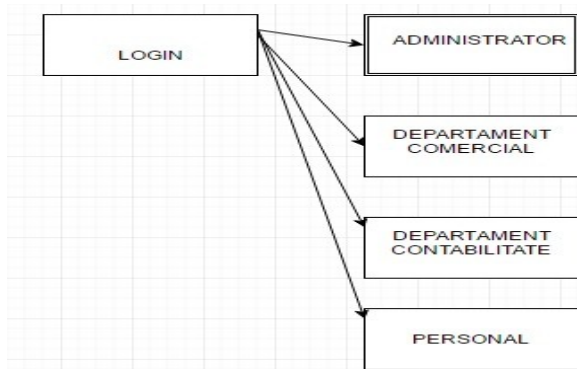 LOGIN
ADMINISTRATOR
DEPARTAMENT
COMERCIAL
DEPARTAMENT
CONTABILITATE
PERSONAL